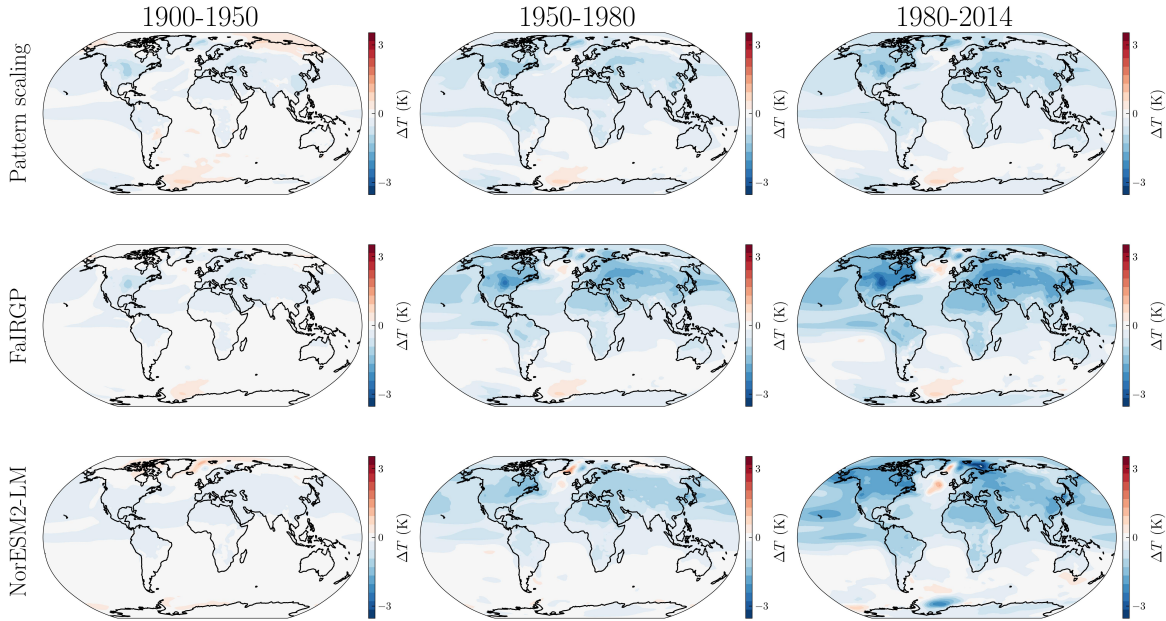 1900-1950 1950-1980 1980-2014
Pattern scaling
3
0
−3
ΔT (K)
3
0
−3
ΔT (K)
3
0
−3
ΔT (K)
FaIRGP
3
0
−3
ΔT (K)
3
0
−3
ΔT (K)
3
0
−3
ΔT (K)
NorESM2-LM
3
0
−3
ΔT (K)
3
0
−3
ΔT (K)
3
0
−3
ΔT (K)